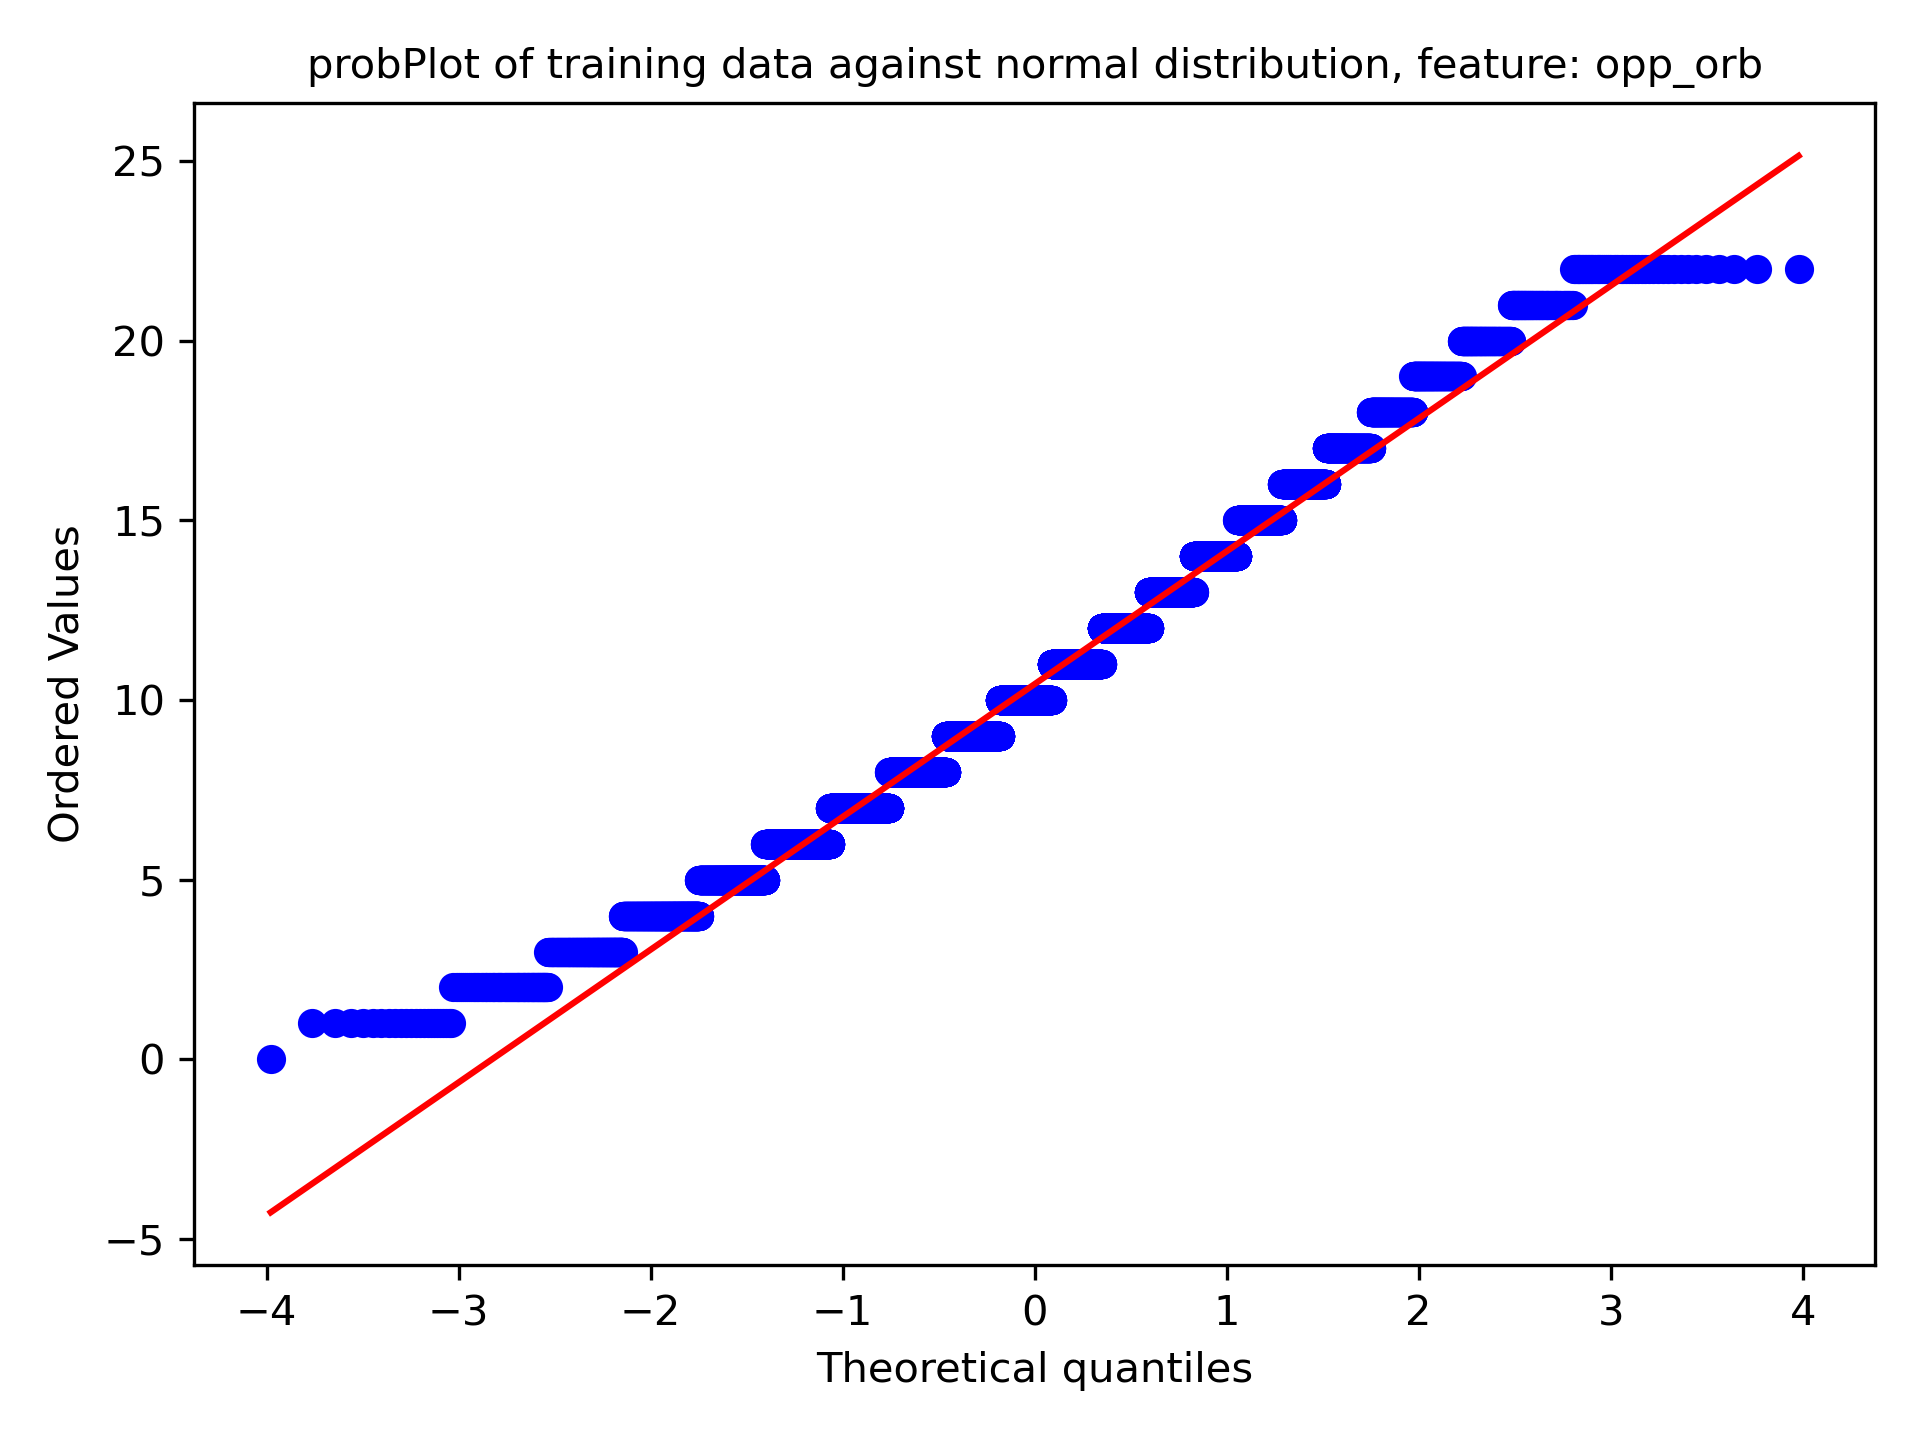 probPlot of training data against normal distribution, feature: opp_orb
25
20
15
10
5
0
−5
Ordered Values
−4 −3 −2 −1 0 1 2 3 4
Theoretical quantiles